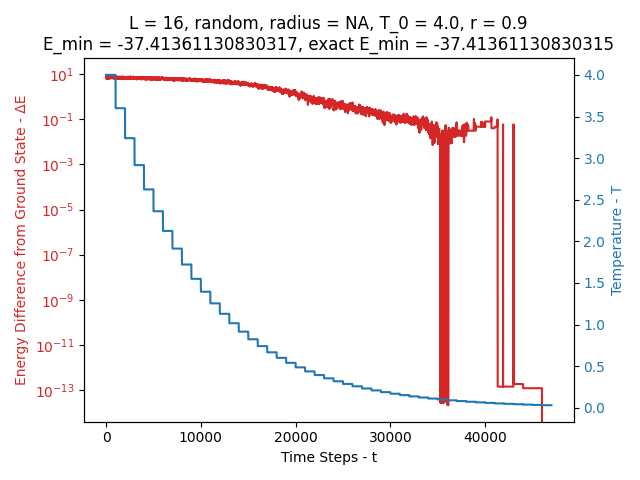 L = 16, random, radius = NA, T_0 = 4.0, r = 0.9
E_min = -37.41361130830317, exact E_min = -37.41361130830315
Energy Difference from Ground State - ΔE
10¹
10⁻¹
10⁻³
10⁻⁵
10⁻⁷
10⁻⁹
10⁻¹¹
10⁻¹³
4.0
3.5
3.0
2.5
2.0
1.5
1.0
0.5
0.0
Temperature - T
0 10000 20000 30000 40000
Time Steps - t